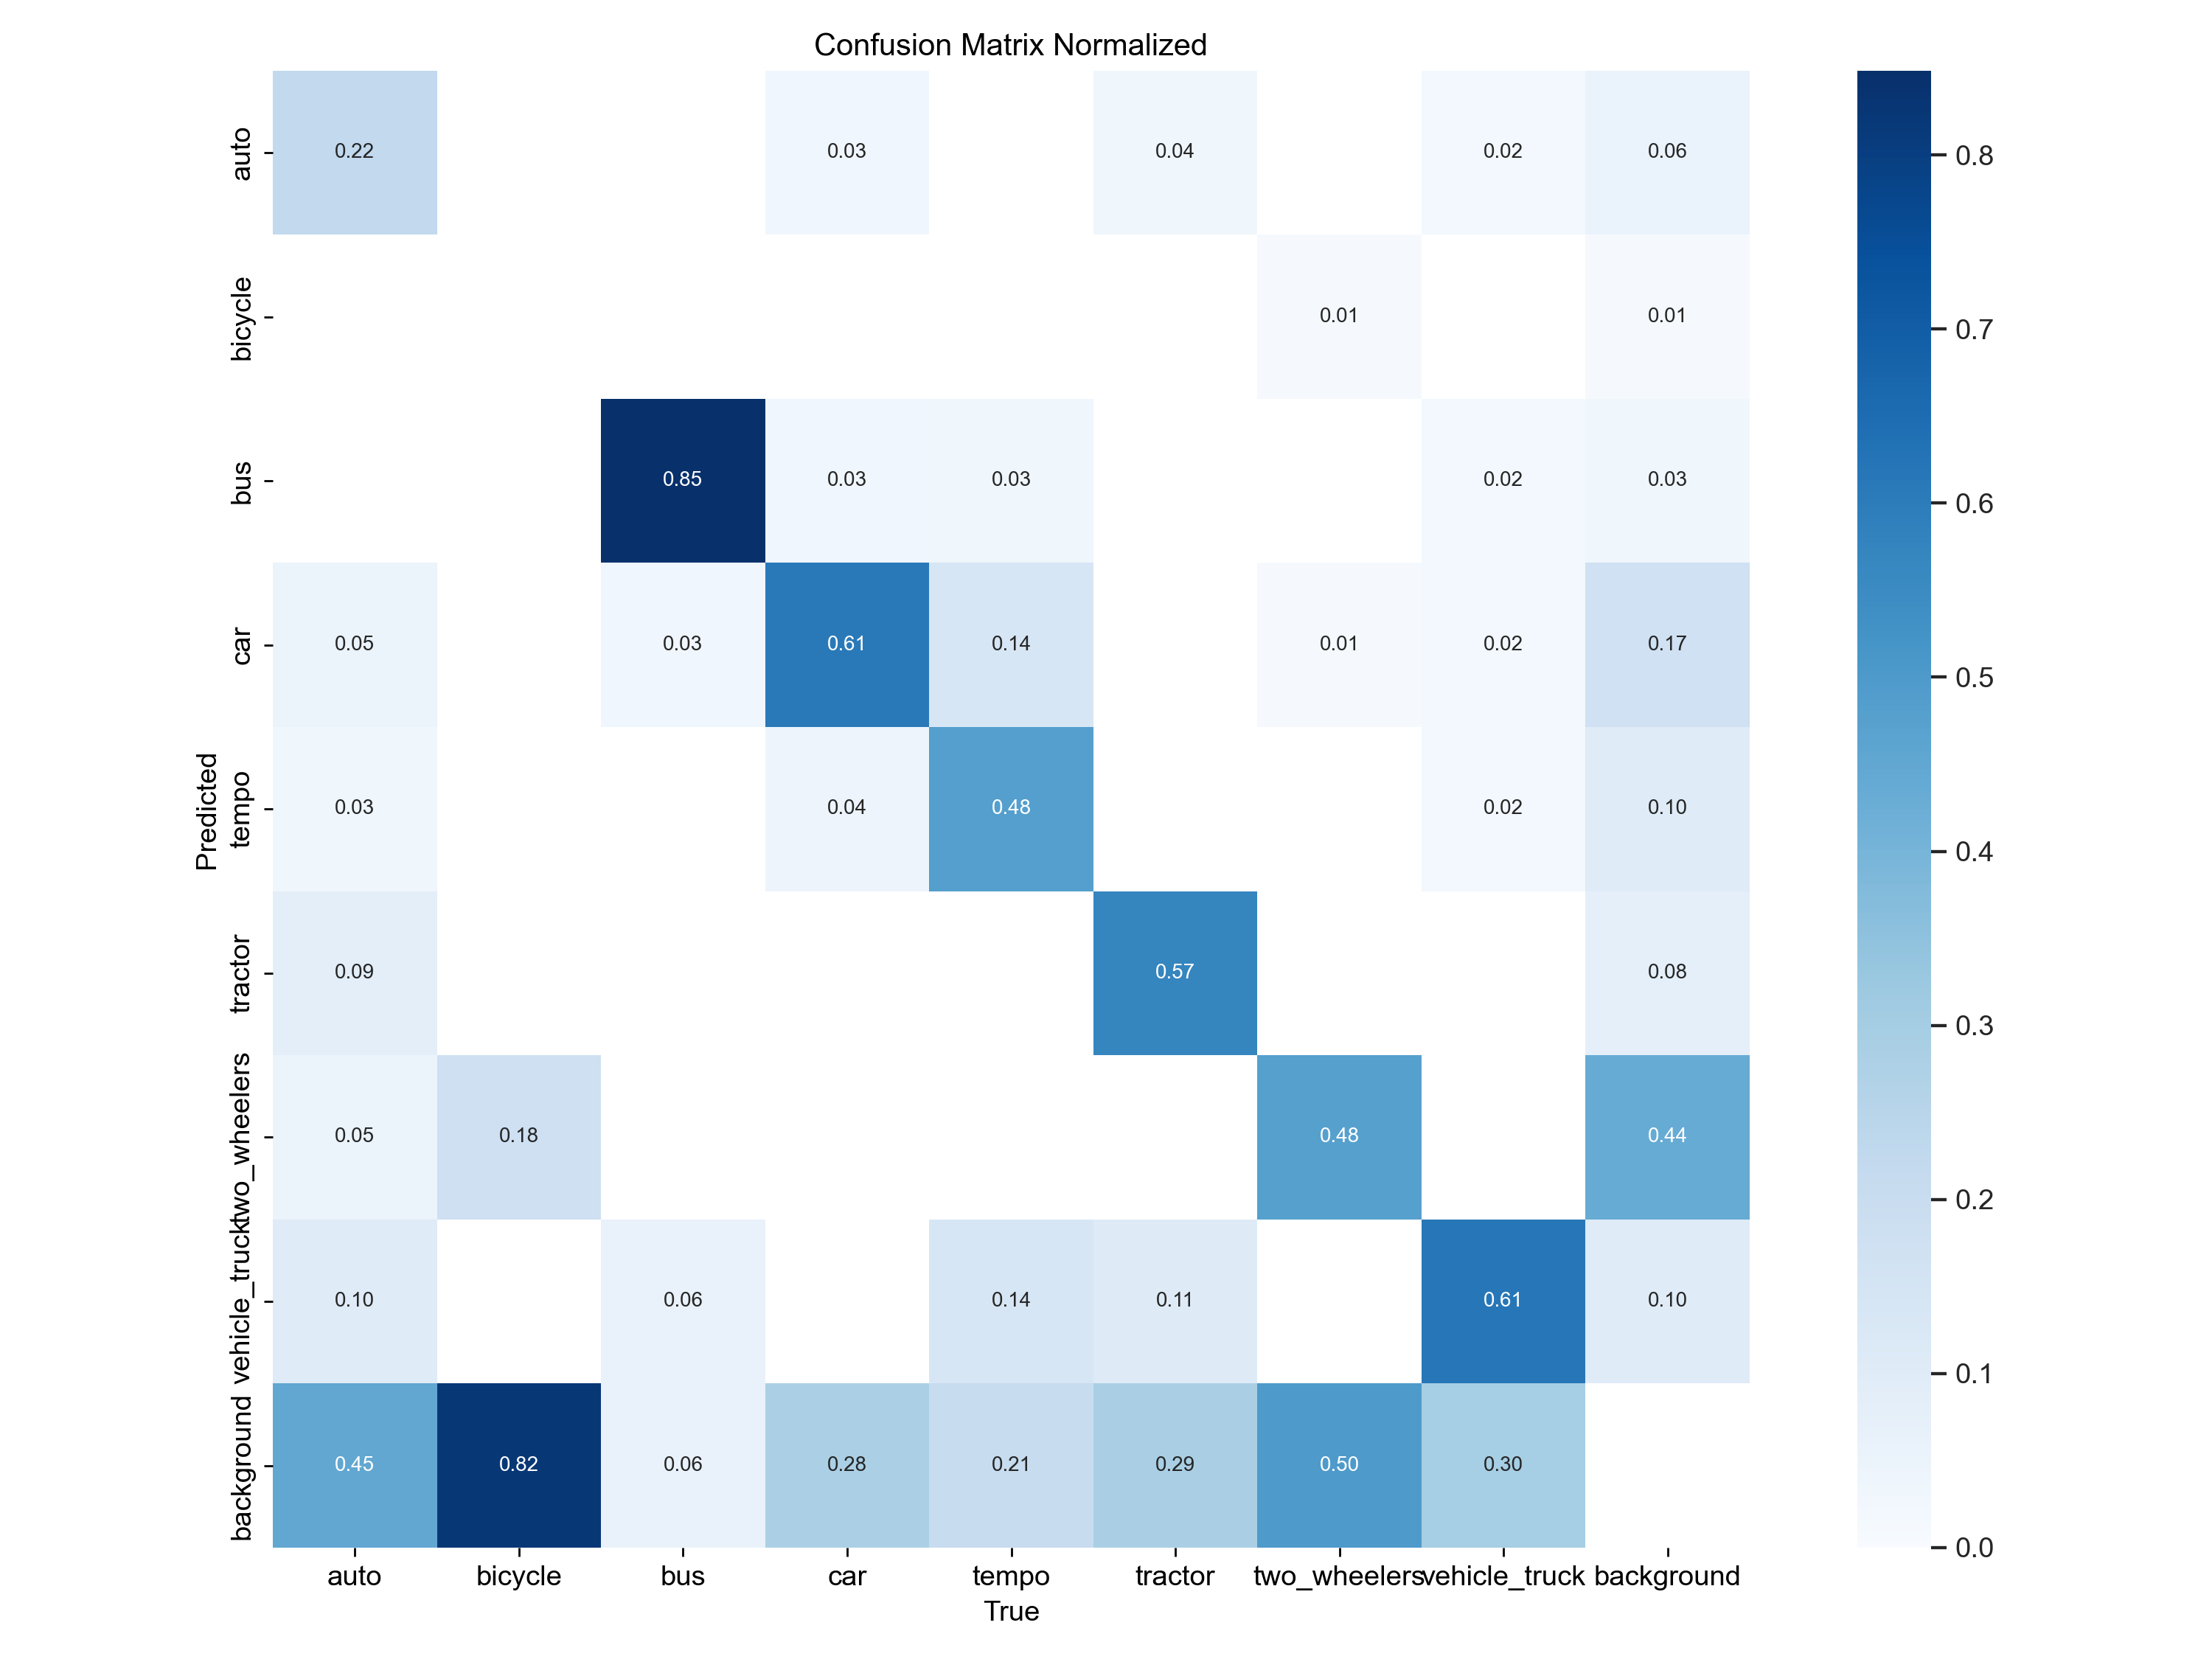 Confusion Matrix Normalized
auto
0.22
0.03
0.04
0.02
0.06
bicycle
0.01
0.01
bus
0.85
0.03
0.03
0.02
0.03
car
0.05
0.03
0.61
0.14
0.01
0.02
0.17
Predicted
tempo
0.03
0.04
0.48
0.02
0.10
tractor
0.09
0.57
0.08
two_wheelers
0.05
0.18
0.48
0.44
vehicle_truck
0.10
0.06
0.14
0.11
0.61
0.10
background
0.45
0.82
0.06
0.28
0.21
0.29
0.50
0.30
auto
bicycle
bus
car
tempo
tractor
two_wheelers
vehicle_truck
background
True
0.8
0.7
0.6
0.5
0.4
0.3
0.2
0.1
0.0